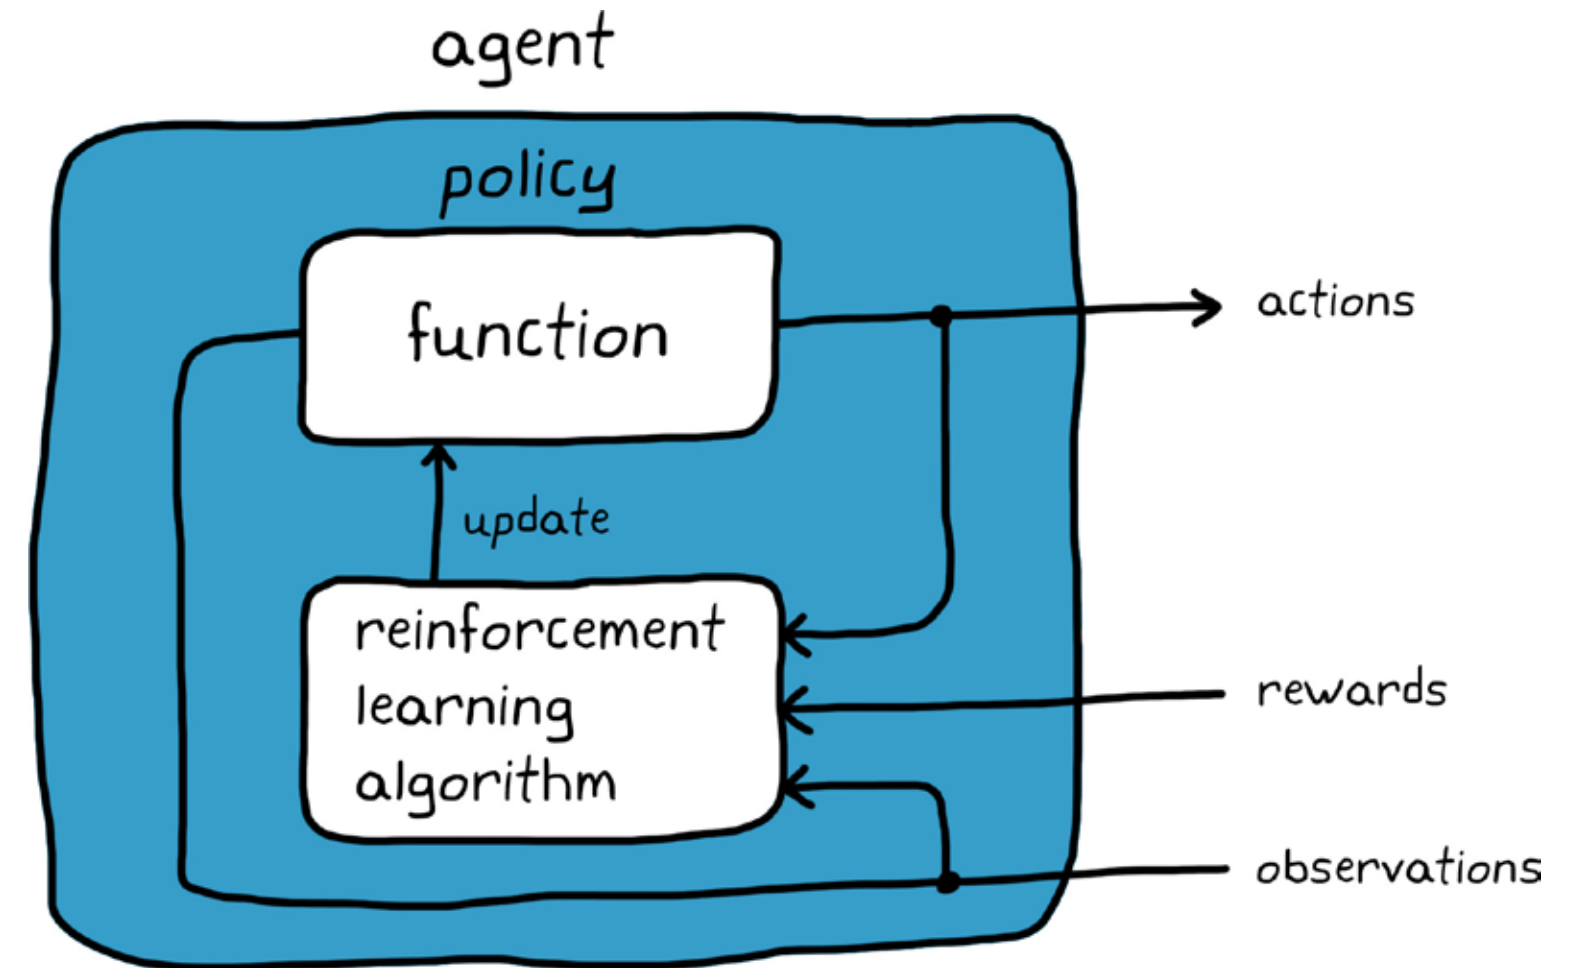 agent
policy
function
actions
update
reinforcement
learning
algorithm
rewards
observations